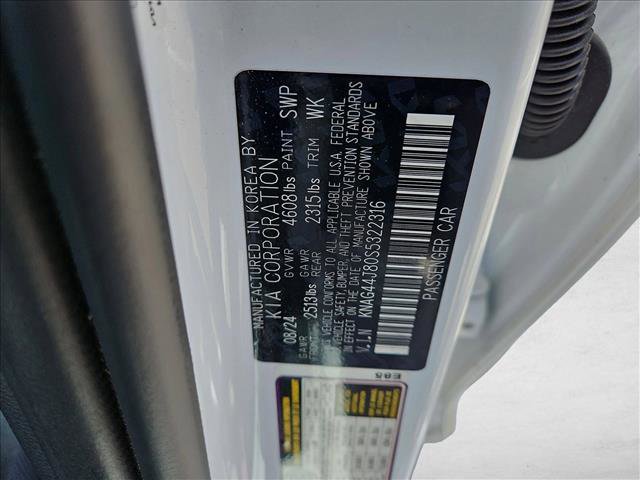 MANUFACTURED IN KOREA BY
KIA CORPORATION
08/24 GVWR 4608lbs PAINT SWP
GAWR FRONT 2513lbs GAWR REAR 2315lbs TRIM WK
THIS VEHICLE CONFORMS TO ALL APPLICABLE U.S.A. FEDERAL
MOTOR VEHICLE SAFETY, BUMPER, AND THEFT PREVENTION STANDARDS
IN EFFECT ON THE DATE OF MANUFACTURE SHOWN ABOVE
V.I.N KNAG44J80S5322316
PASSENGER CAR
E85